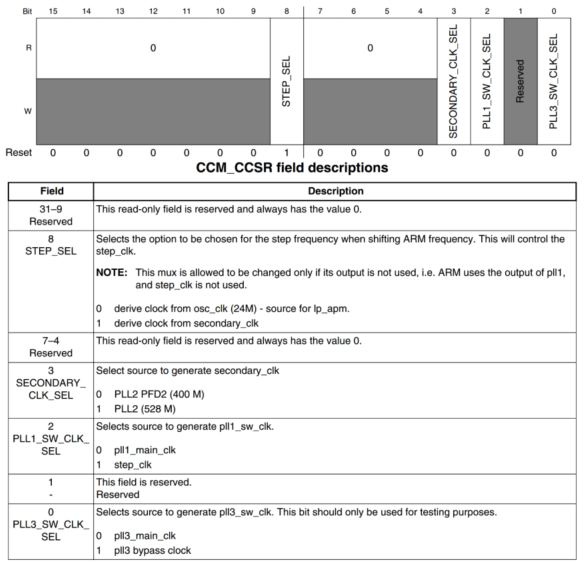 Bit 15 14 13 12 11 10 9 8 7 6 5 4 3 2 1 0
R 0 STEP_SEL 0 SECONDARY_CLK_SEL PLL1_SW_CLK_SEL Reserved PLL3_SW_CLK_SEL
W
Reset 0 0 0 0 0 0 0 1 0 0 0 0 0 0 0 0
CCM_CCSR field descriptions
Field Description
31–9
Reserved
This read-only field is reserved and always has the value 0.
8
STEP_SEL
Selects the option to be chosen for the step frequency when shifting ARM frequency. This will control the
step_clk.
NOTE: This mux is allowed to be changed only if its output is not used, i.e. ARM uses the output of pll1,
and step_clk is not used.
0 derive clock from osc_clk (24M) - source for lp_apm.
1 derive clock from secondary_clk
7–4
Reserved
This read-only field is reserved and always has the value 0.
3
SECONDARY_
CLK_SEL
Select source to generate secondary_clk
0 PLL2 PFD2 (400 M)
1 PLL2 (528 M)
2
PLL1_SW_CLK_
SEL
Selects source to generate pll1_sw_clk.
0 pll1_main_clk
1 step_clk
1
-
This field is reserved.
Reserved
0
PLL3_SW_CLK_
SEL
Selects source to generate pll3_sw_clk. This bit should only be used for testing purposes.
0 pll3_main_clk
1 pll3 bypass clock